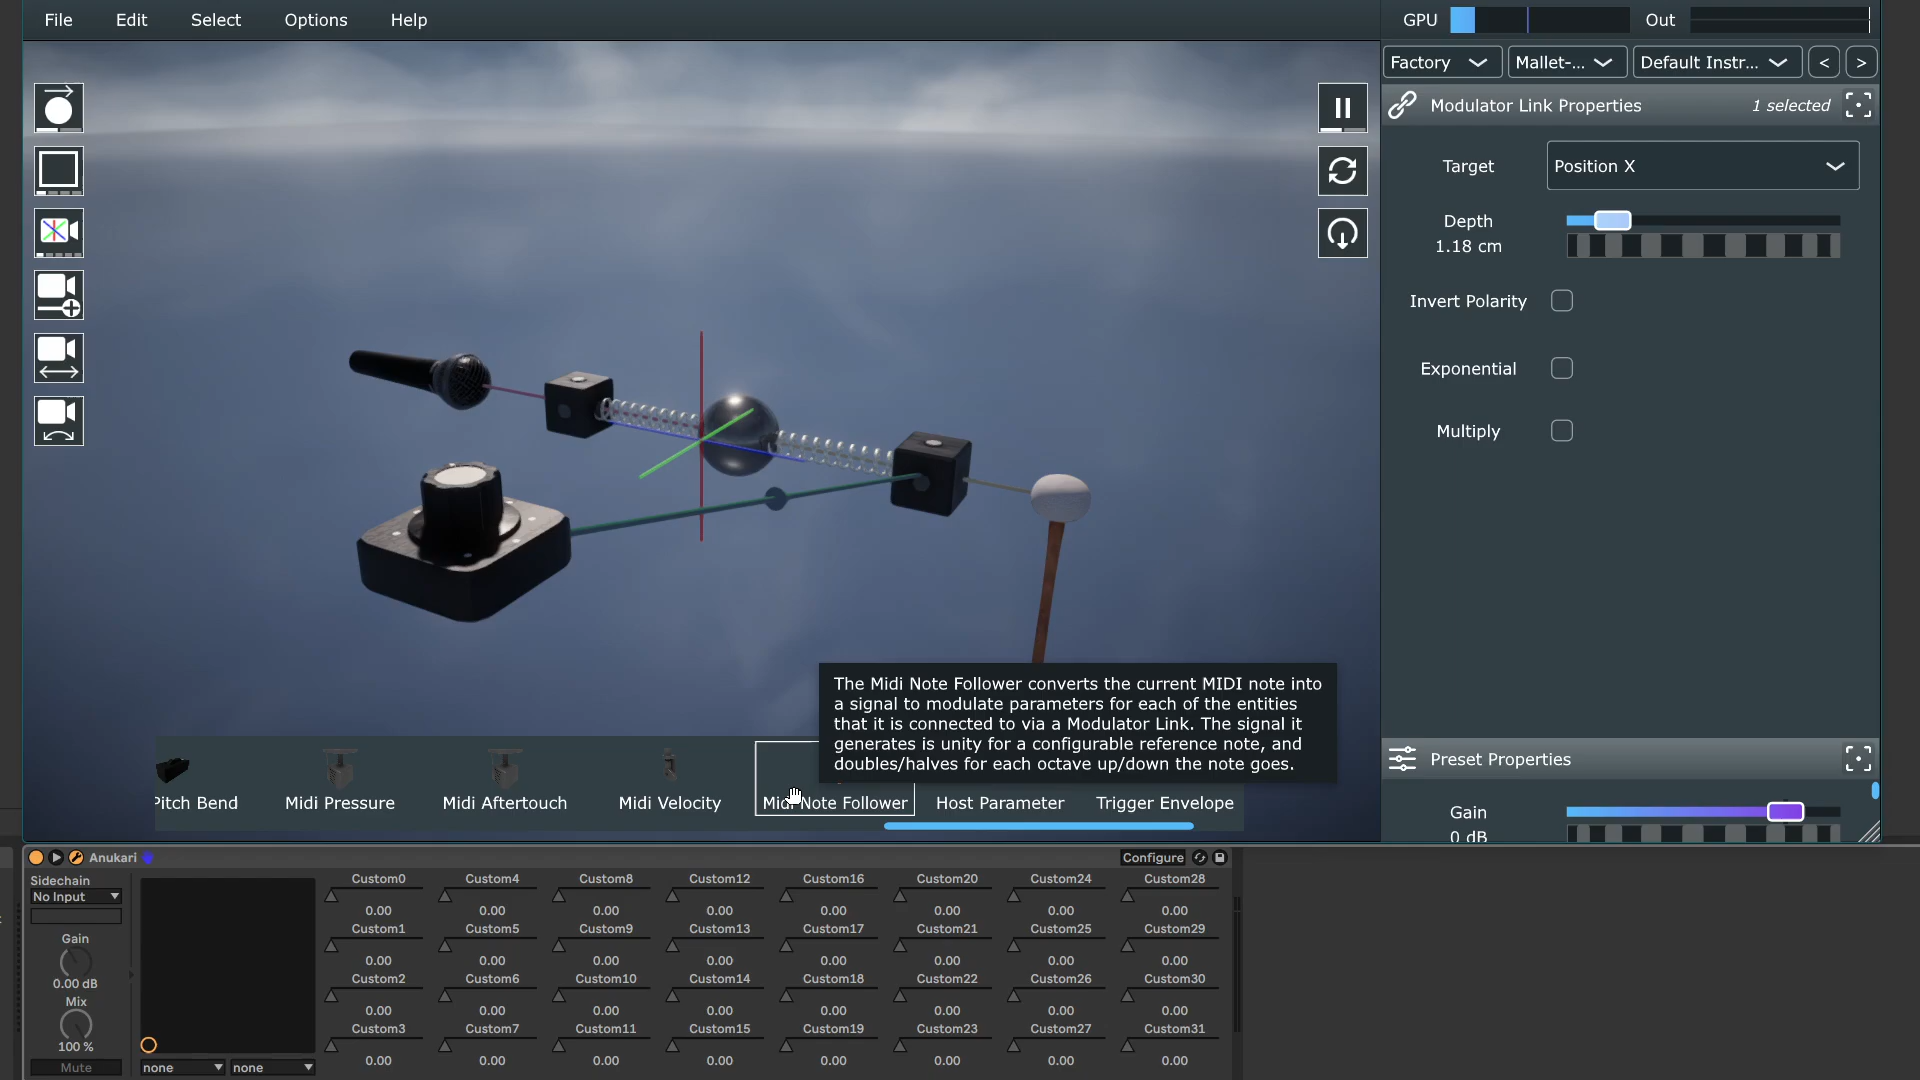 File Edit Select Options Help
GPU Out
Factory Mallet-... Default Instr... < >
Modulator Link Properties 1 selected
Target Position X
Depth
1.18 cm
Invert Polarity
Exponential
Multiply
The Midi Note Follower converts the current MIDI note into
a signal to modulate parameters for each of the entities
that it is connected to via a Modulator Link. The signal it
generates is unity for a configurable reference note, and
doubles/halves for each octave up/down the note goes.
Pitch Bend Midi Pressure Midi Aftertouch Midi Velocity Midi Note Follower Host Parameter Trigger Envelope
Preset Properties
Gain
0 dB
Anukari Configure
Sidechain
No Input
Gain
0.00 dB
Mix
100 %
Mute
none none
Custom0 Custom4 Custom8 Custom12 Custom16 Custom20 Custom24 Custom28
0.00 0.00 0.00 0.00 0.00 0.00 0.00 0.00
Custom1 Custom5 Custom9 Custom13 Custom17 Custom21 Custom25 Custom29
0.00 0.00 0.00 0.00 0.00 0.00 0.00 0.00
Custom2 Custom6 Custom10 Custom14 Custom18 Custom22 Custom26 Custom30
0.00 0.00 0.00 0.00 0.00 0.00 0.00 0.00
Custom3 Custom7 Custom11 Custom15 Custom19 Custom23 Custom27 Custom31
0.00 0.00 0.00 0.00 0.00 0.00 0.00 0.00